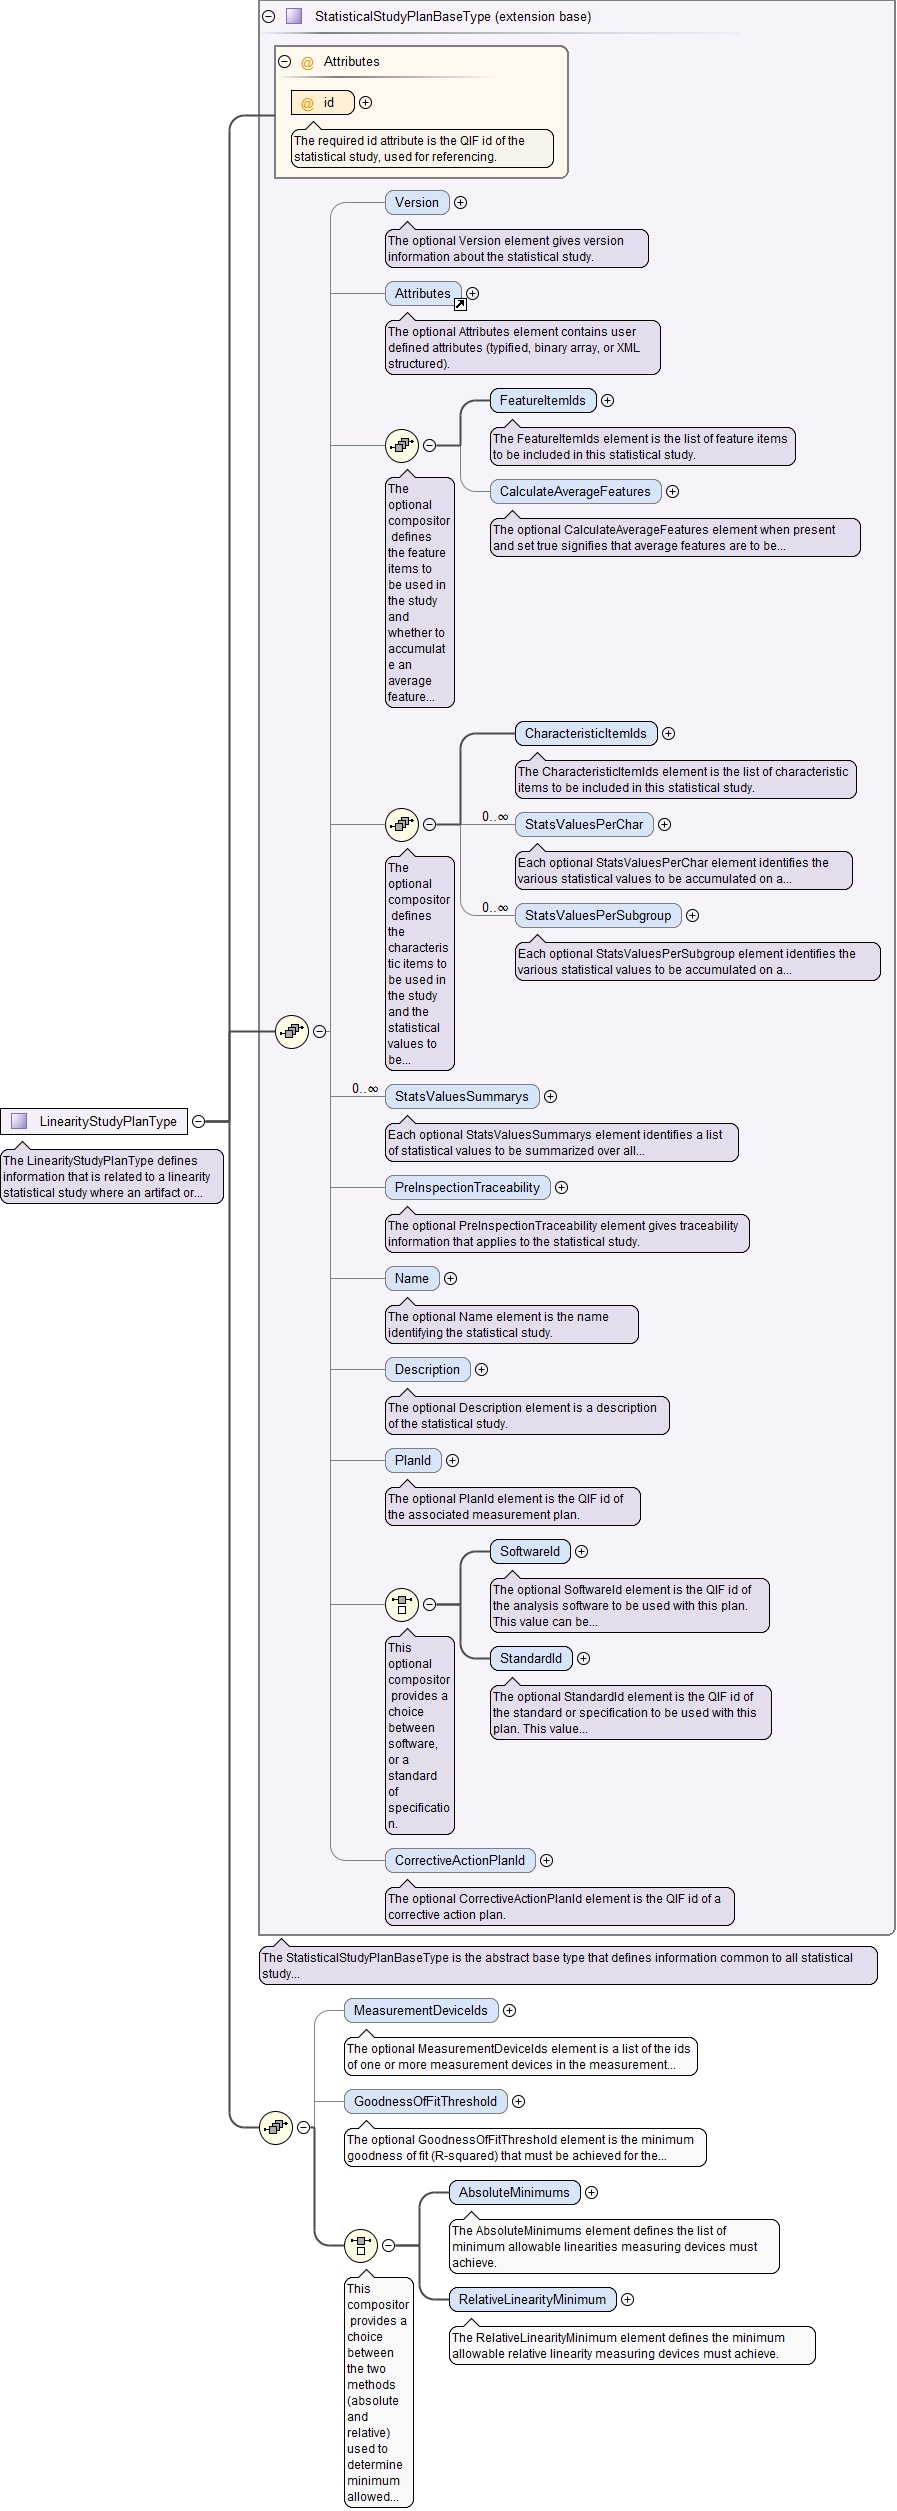 StatisticalStudyPlanBaseType (extension base)
@ Attributes
@ id
The required id attribute is the QIF id of the
statistical study, used for referencing.
Version
The optional Version element gives version
information about the statistical study.
Attributes
The optional Attributes element contains user
defined attributes (typified, binary array, or XML
structured).
FeatureItemIds
The FeatureItemIds element is the list of feature items
to be included in this statistical study.
CalculateAverageFeatures
The optional CalculateAverageFeatures element when present
and set true signifies that average features are to be...
The
optional
compositor
defines
the feature
items to
be used in
the study
and
whether to
accumulat
e an
average
feature...
CharacteristicItemIds
The CharacteristicItemIds element is the list of characteristic
items to be included in this statistical study.
0..∞
StatsValuesPerChar
Each optional StatsValuesPerChar element identifies the
various statistical values to be accumulated on a...
0..∞
StatsValuesPerSubgroup
Each optional StatsValuesPerSubgroup element identifies the
various statistical values to be accumulated on a...
The
optional
compositor
defines
the
characteris
tic items to
be used in
the study
and the
statistical
values to
be...
0..∞
StatsValuesSummarys
Each optional StatsValuesSummarys element identifies a list
of statistical values to be summarized over all...
LinearityStudyPlanType
The LinearityStudyPlanType defines
information that is related to a linearity
statistical study where an artifact or...
PreInspectionTraceability
The optional PreInspectionTraceability element gives traceability
information that applies to the statistical study.
Name
The optional Name element is the name
identifying the statistical study.
Description
The optional Description element is a description
of the statistical study.
PlanId
The optional PlanId element is the QIF id of
the associated measurement plan.
SoftwareId
The optional SoftwareId element is the QIF id of
the analysis software to be used with this plan.
This value can be...
StandardId
The optional StandardId element is the QIF id of
the standard or specification to be used with this
plan. This value...
This
optional
compositor
provides a
choice
between
software,
or a
standard
of
specificatio
n.
CorrectiveActionPlanId
The optional CorrectiveActionPlanId element is the QIF id of a
corrective action plan.
The StatisticalStudyPlanBaseType is the abstract base type that defines information common to all statistical
study...
MeasurementDeviceIds
The optional MeasurementDeviceIds element is a list of the ids
of one or more measurement devices in the measurement...
GoodnessOfFitThreshold
The optional GoodnessOfFitThreshold element is the minimum
goodness of fit (R-squared) that must be achieved for the...
AbsoluteMinimums
The AbsoluteMinimums element defines the list of
minimum allowable linearities measuring devices must
achieve.
RelativeLinearityMinimum
The RelativeLinearityMinimum element defines the minimum
allowable relative linearity measuring devices must achieve.
This
compositor
provides a
choice
between
the two
methods
(absolute
and
relative)
used to
determine
minimum
allowed...